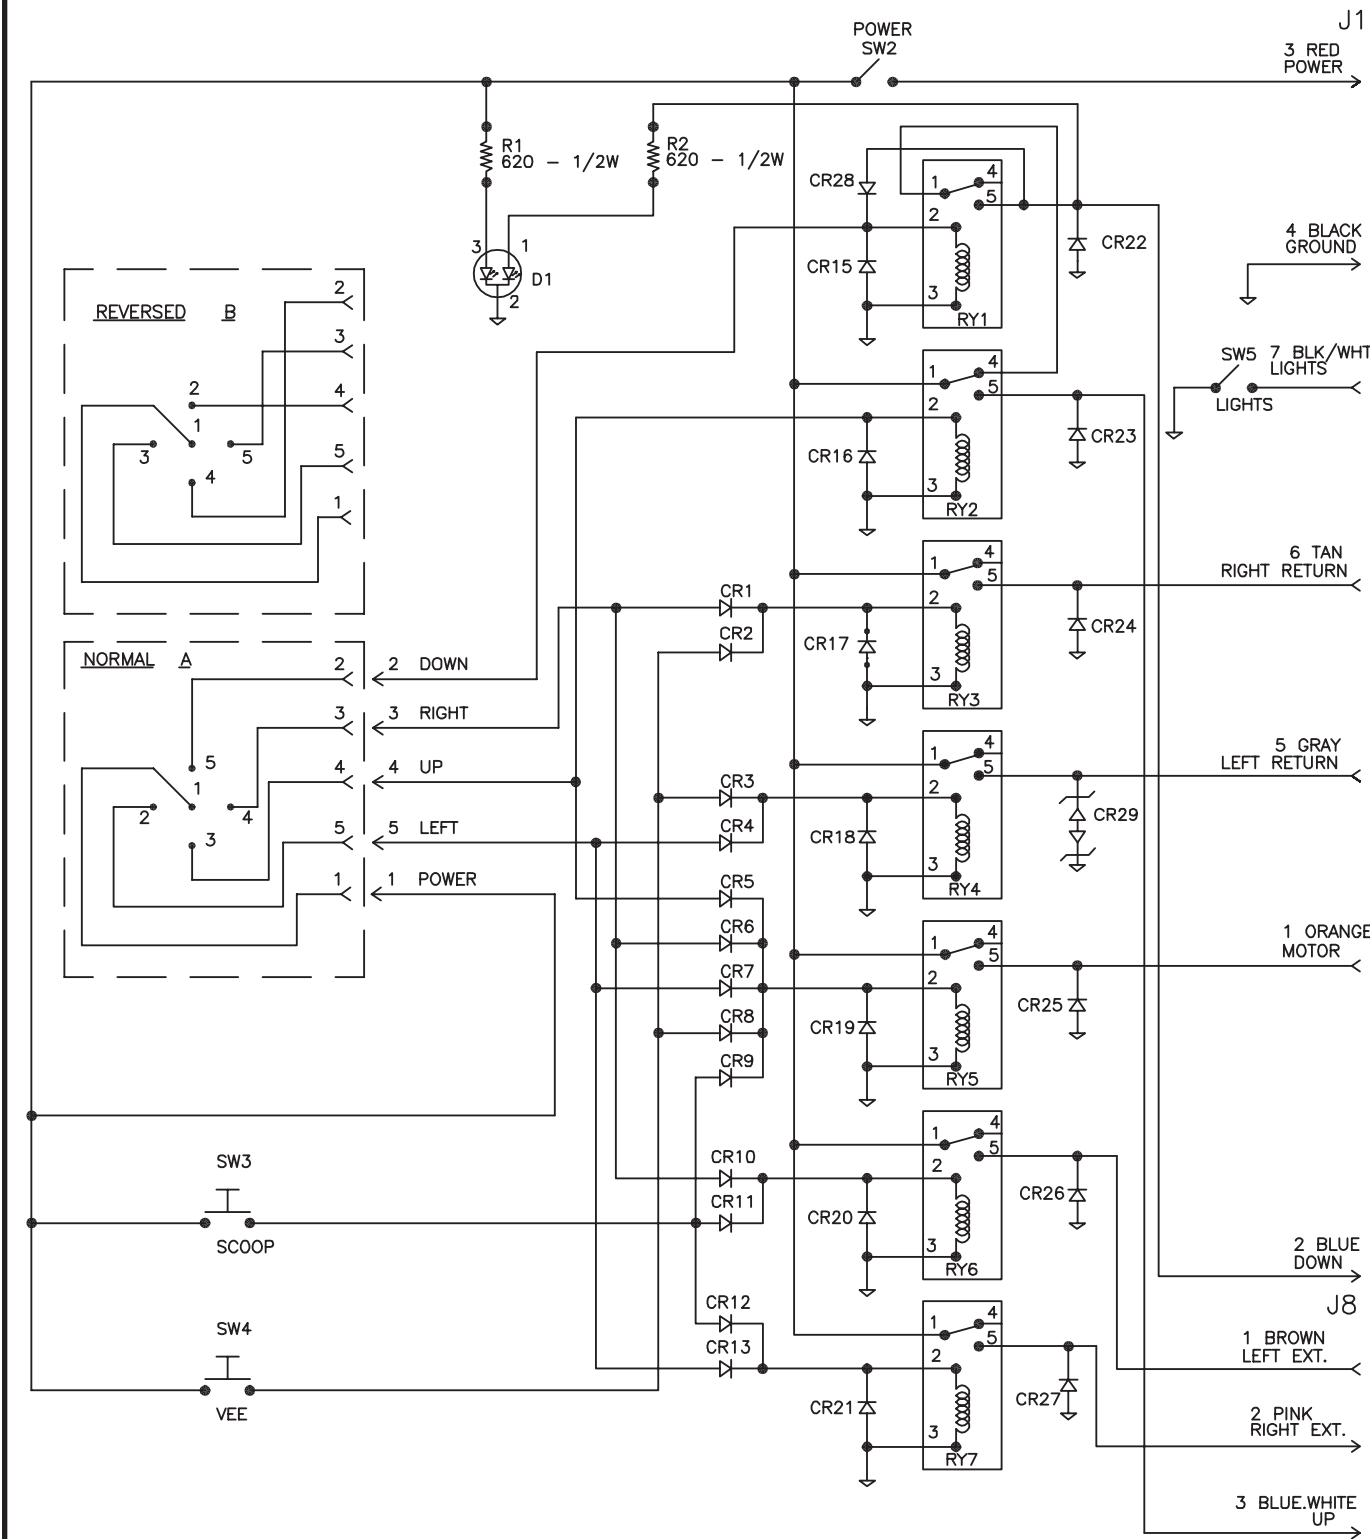 J1
POWER
SW2
3 RED
POWER
R1
620 - 1/2W
R2
620 - 1/2W
CR28
1
4
5
2
3
RY1
CR15
CR22
4 BLACK
GROUND
3
1
D1
2
REVERSED B
2
3
4
5
1
2
1
3
5
4
1
4
5
2
3
RY2
CR16
CR23
SW5
7 BLK/WHT
LIGHTS
LIGHTS
6 TAN
RIGHT RETURN
CR1
CR2
CR17
1
4
5
2
3
RY3
CR24
NORMAL A
2
3
4
5
1
5
1
2
4
3
2 DOWN
3 RIGHT
4 UP
5 LEFT
1 POWER
5 GRAY
LEFT RETURN
CR3
CR4
CR18
1
4
5
2
3
RY4
CR29
CR5
CR6
CR7
CR8
CR9
CR19
1
4
5
2
3
RY5
CR25
1 ORANGE
MOTOR
SW3
SCOOP
CR10
CR11
CR20
1
4
5
2
3
RY6
CR26
2 BLUE
DOWN
J8
SW4
VEE
CR12
CR13
CR21
1
4
5
2
3
RY7
CR27
1 BROWN
LEFT EXT.
2 PINK
RIGHT EXT.
3 BLUE.WHITE
UP